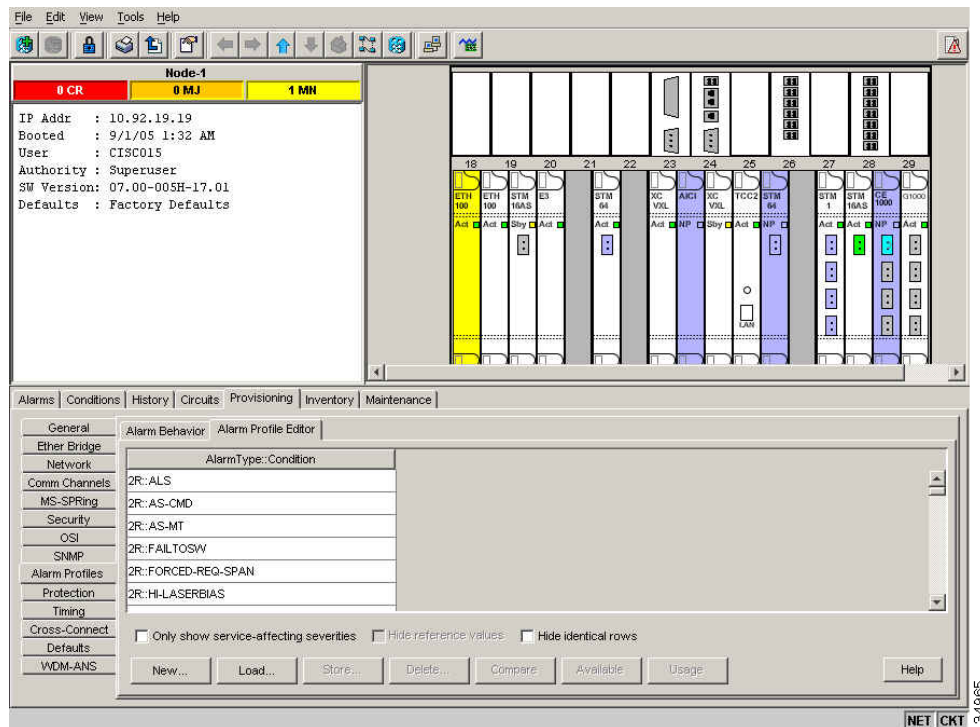 File Edit View Tools Help
Node-1
0 CR 0 MJ 1 MN
IP Addr : 10.92.19.19
Booted : 9/1/05 1:32 AM
User : CISCO15
Authority : Superuser
SW Version: 07.00-005H-17.01
Defaults : Factory Defaults
18 19 20 21 22 23 24 25 26 27 28 29
ETH 100
ETH 100
STM 16AS
E3
STM 64
XC VXL
AICI
XC VXL
TCC2
STM 64
STM 1
STM 16AS
CE 1000
G1000
Act Act Sby Act Act Act NP Sby Act NP Act Act NP Act
LAN
Alarms Conditions History Circuits Provisioning Inventory Maintenance
General
Ether Bridge
Network
Comm Channels
MS-SPRing
Security
OSI
SNMP
Alarm Profiles
Protection
Timing
Cross-Connect
Defaults
WDM-ANS
Alarm Behavior Alarm Profile Editor
AlarmType::Condition
2R::ALS
2R::AS-CMD
2R::AS-MT
2R::FAILTOSW
2R::FORCED-REQ-SPAN
2R::HI-LASERBIAS
Only show service-affecting severities Hide reference values Hide identical rows
New... Load... Store... Delete... Compare Available Usage Help
NET CKT